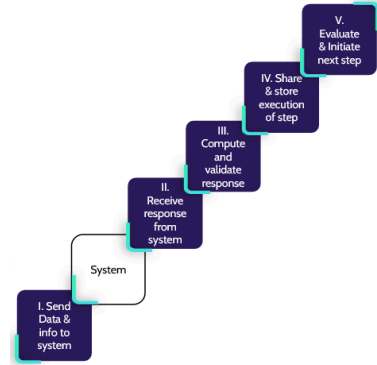 V.
Evaluate
& Initiate
next step
IV. Share
& store
execution
of step
III.
Compute
and
validate
response
II.
Receive
response
from
system
System
I. Send
Data &
info to
system